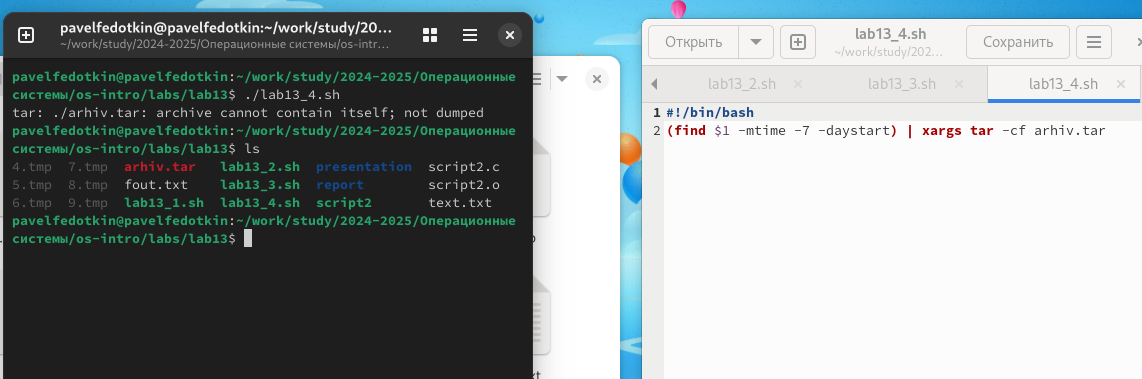 pavelfedotkin@pavelfedotkin:~/work/study/20...
~/work/study/2024-2025/Операционные системы/os-intr...
pavelfedotkin@pavelfedotkin:~/work/study/2024-2025/Операционные
системы/os-intro/labs/lab13$ ./lab13_4.sh
tar: ./arhiv.tar: archive cannot contain itself; not dumped
pavelfedotkin@pavelfedotkin:~/work/study/2024-2025/Операционные
системы/os-intro/labs/lab13$ ls
4.tmp 7.tmp arhiv.tar lab13_2.sh presentation script2.c
5.tmp 8.tmp fout.txt lab13_3.sh report script2.o
6.tmp 9.tmp lab13_1.sh lab13_4.sh script2 text.txt
pavelfedotkin@pavelfedotkin:~/work/study/2024-2025/Операционные
системы/os-intro/labs/lab13$
Открыть
lab13_4.sh
~/work/study/202...
Сохранить
lab13_2.sh
lab13_3.sh
lab13_4.sh
1 #!/bin/bash
2 (find $1 -mtime -7 -daystart) | xargs tar -cf arhiv.tar